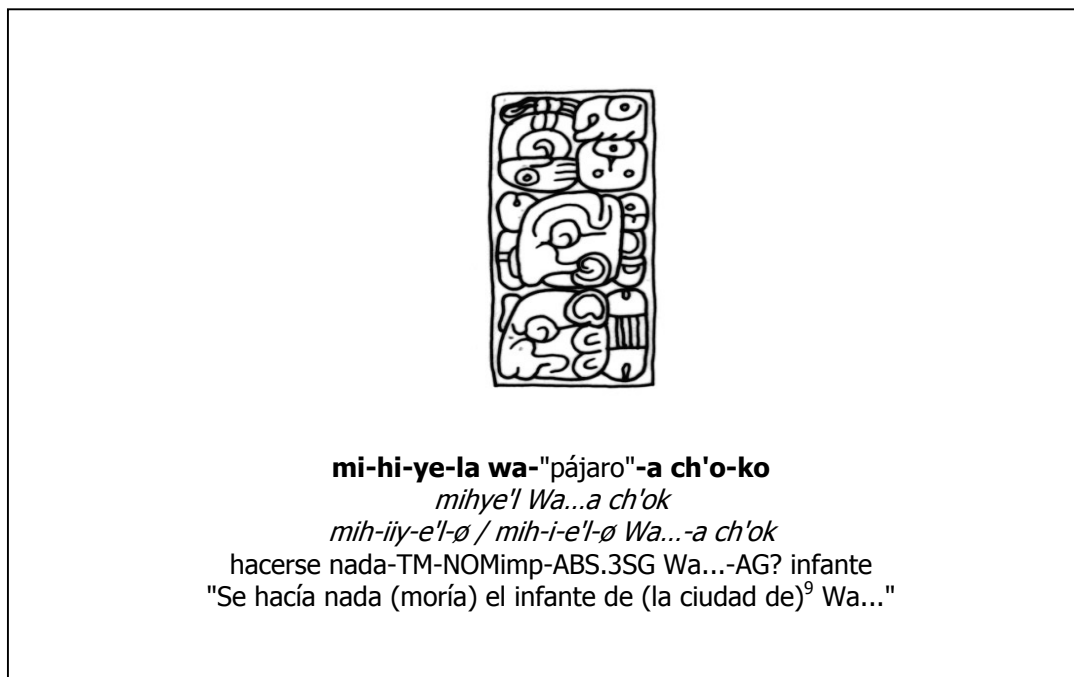 mi-hi-ye-la wa-"pájaro"-a ch'o-ko
mihye'l Wa...a ch'ok
mih-iiy-e'l-ø / mih-i-e'l-ø Wa...-a ch'ok
hacerse nada-TM-NOMimp-ABS.3SG Wa...-AG? infante
"Se hacía nada (moría) el infante de (la ciudad de)⁹ Wa..."